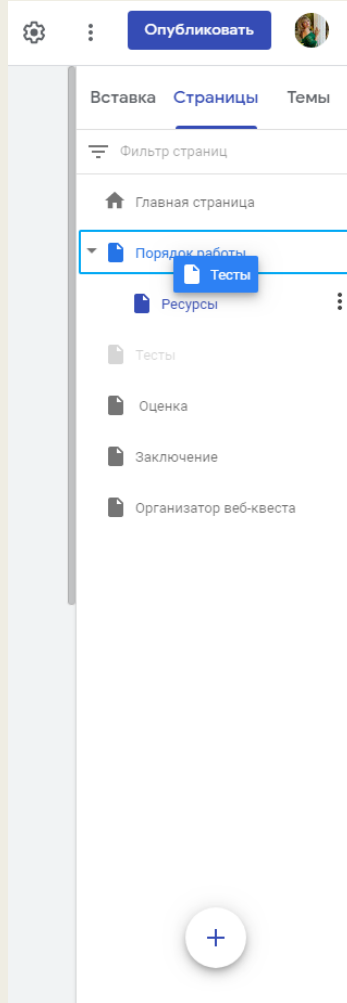 Опубликовать
Вставка Страницы Темы
Фильтр страниц
Главная страница
Порядок работы
Тесты
Ресурсы
Тесты
Оценка
Заключение
Организатор веб-квеста